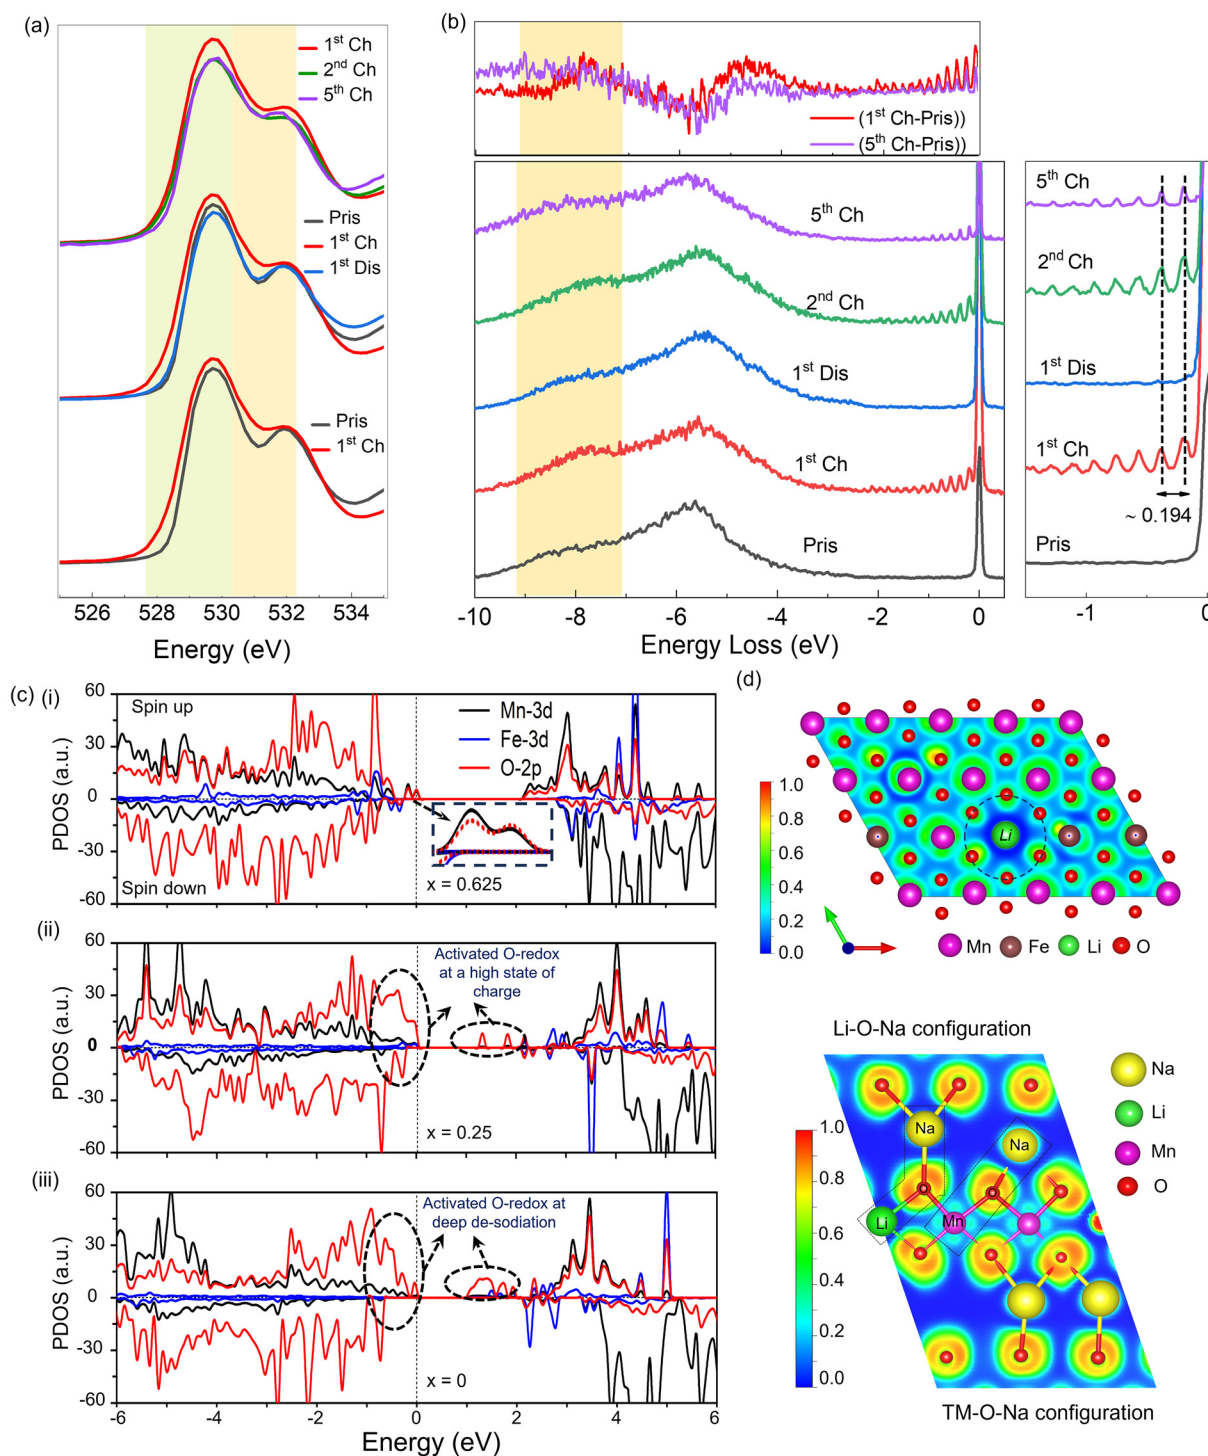 (a)
1st Ch
2nd Ch
5th Ch
Pris
1st Ch
1st Dis
Pris
1st Ch
526 528 530 532 534
Energy (eV)
(b)
(1st Ch-Pris))
(5th Ch-Pris))
5th Ch
2nd Ch
1st Dis
1st Ch
Pris
-10 -8 -6 -4 -2 0
Energy Loss (eV)
5th Ch
2nd Ch
1st Dis
1st Ch
~ 0.194
Pris
-1 0
(c) (i)
60
30
0
-30
-60
PDOS (a.u.)
Spin up
Mn-3d
Fe-3d
O-2p
Spin down
x = 0.625
(ii)
60
30
0
-30
-60
PDOS (a.u.)
Activated O-redox
at a high state of
charge
x = 0.25
(iii)
60
30
0
-30
-60
PDOS (a.u.)
Activated O-redox at
deep de-sodiation
x = 0
-6 -4 -2 0 2 4 6
Energy (eV)
(d)
1.0
0.8
0.6
0.4
0.2
0.0
Li
Mn Fe Li O
Li-O-Na configuration
1.0
0.8
0.6
0.4
0.2
0.0
Na
Na
Li
Mn
Na
Li
Mn
O
TM-O-Na configuration